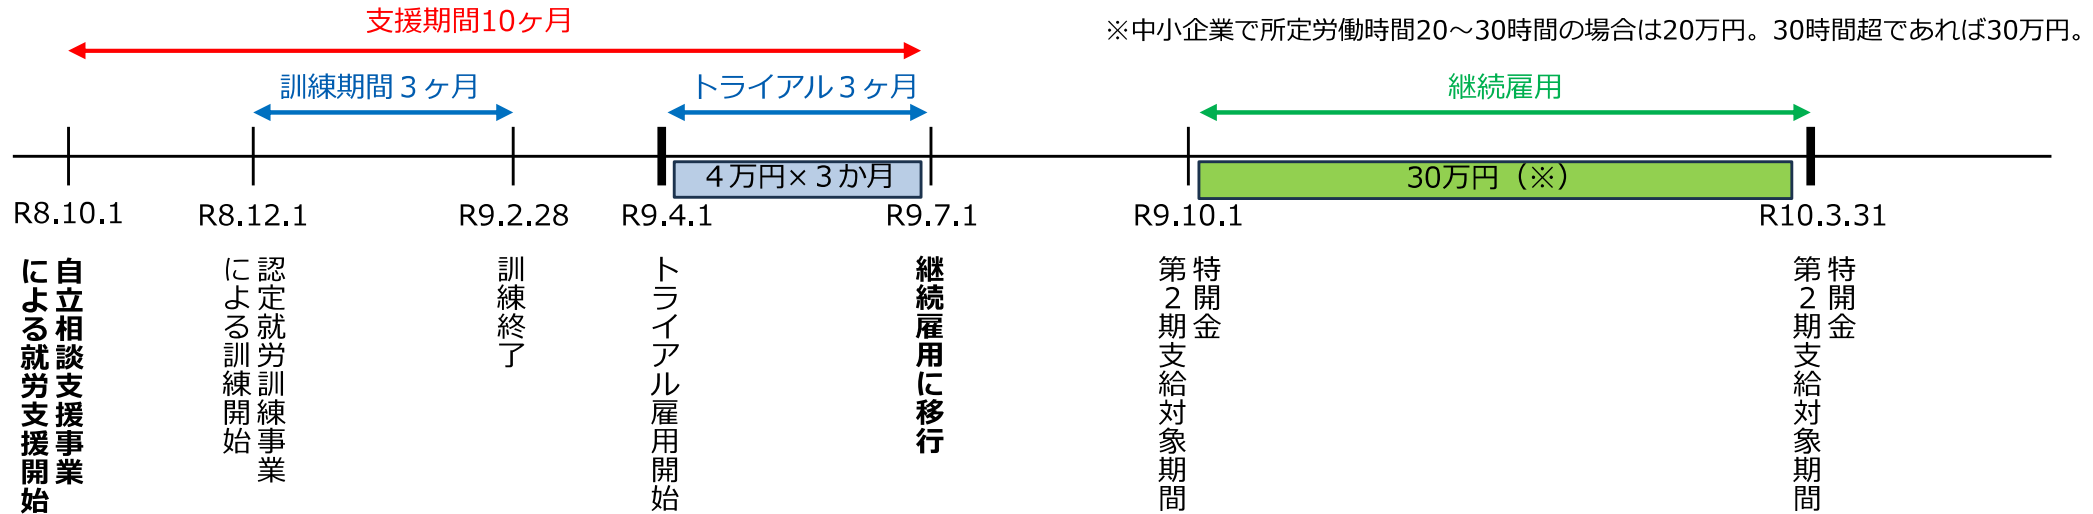 支援期間10ヶ月
※中小企業で所定労働時間20～30時間の場合は20万円。30時間超であれば30万円。
訓練期間３ヶ月
トライアル３ヶ月
継続雇用
４万円×３か月
30万円（※）
R8.10.1
R8.12.1
R9.2.28
R9.4.1
R9.7.1
R9.10.1
R10.3.31
自立相談支援事業
による就労支援開始
認定就労訓練事業
による訓練開始
訓練終了
トライアル雇用開始
継続雇用に移行
特開金
第２期支給対象期間
特開金
第２期支給対象期間